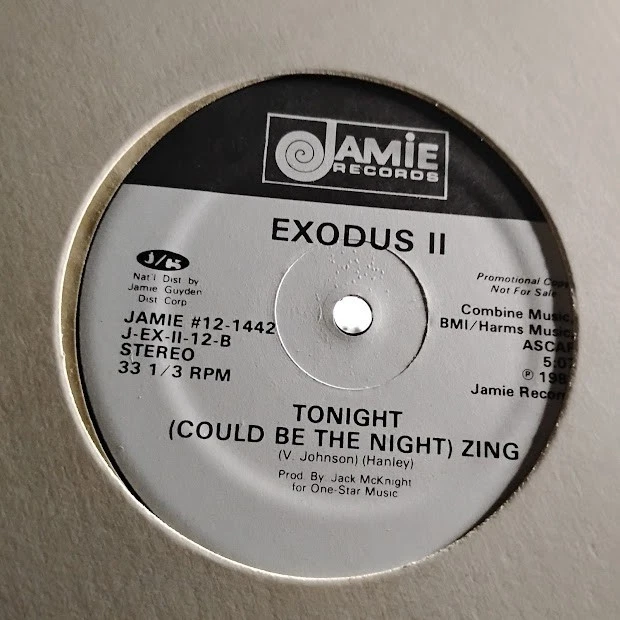 JAMIE
RECORDS
EXODUS II
J/G
Nat'l Dist by
Jamie Guyden
Dist Corp
JAMIE #12-1442
J-EX-II-12-B
STEREO
33 1/3 RPM
Promotional Copy
Not For Sale
Combine Music,
BMI/Harms Music,
ASCAP
Ⓟ
Jamie
TONIGHT
(COULD BE THE NIGHT) ZING
(V. Johnson) (Hanley)
Prod. By Jack McKnight
for One-Star Music